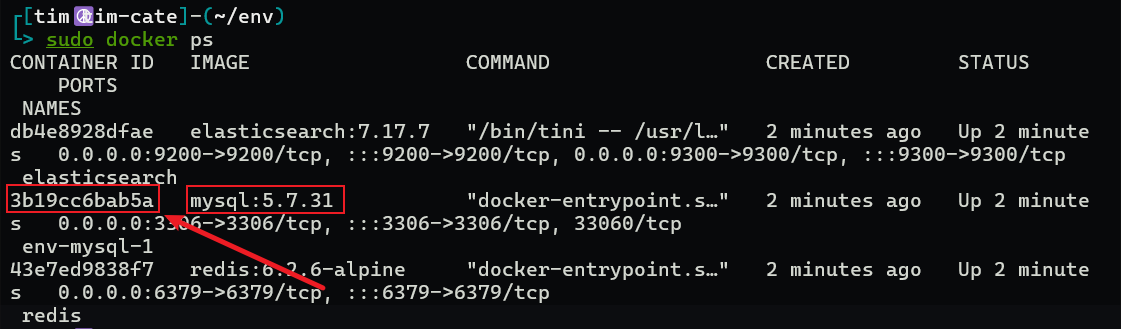 [tim im-cate]-(~/env)
sudo docker ps
CONTAINER ID IMAGE COMMAND CREATED STATUS
PORTS
NAMES
db4e8928dfae elasticsearch:7.17.7 "/bin/tini -- /usr/l…" 2 minutes ago Up 2 minute
s 0.0.0.0:9200->9200/tcp, :::9200->9200/tcp, 0.0.0.0:9300->9300/tcp, :::9300->9300/tcp
elasticsearch
3b19cc6bab5a mysql:5.7.31 "docker-entrypoint.s…" 2 minutes ago Up 2 minute
s 0.0.0.0:3306->3306/tcp, :::3306->3306/tcp, 33060/tcp
env-mysql-1
43e7ed9838f7 redis:6.2.6-alpine "docker-entrypoint.s…" 2 minutes ago Up 2 minute
s 0.0.0.0:6379->6379/tcp, :::6379->6379/tcp
redis